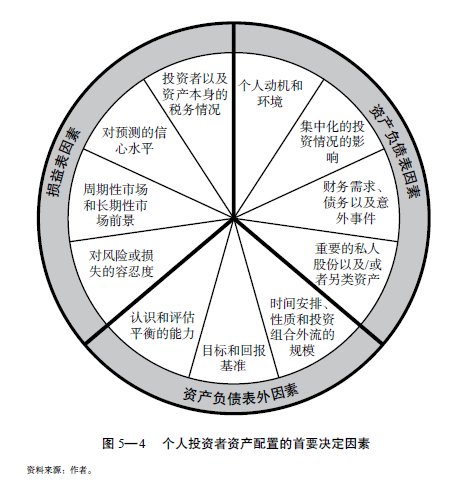 资产负债表因素
个人动机和
环境
集中化的投
资情况的影
响
财务需求、
债务以及意
外事件
重要的私人
股份以及/或
者另类资产
资产负债表外因素
时间安排、
性质和投资
组合外流的
规模
目标和回报
基准
认识和评估
平衡的能力
损益表因素
对风险或损
失的容忍度
周期性市场
和长期性市
场前景
对预测的信
心水平
投资者以及
资产本身的
税务情况
图 5—4 个人投资者资产配置的首要决定因素
资料来源：作者。